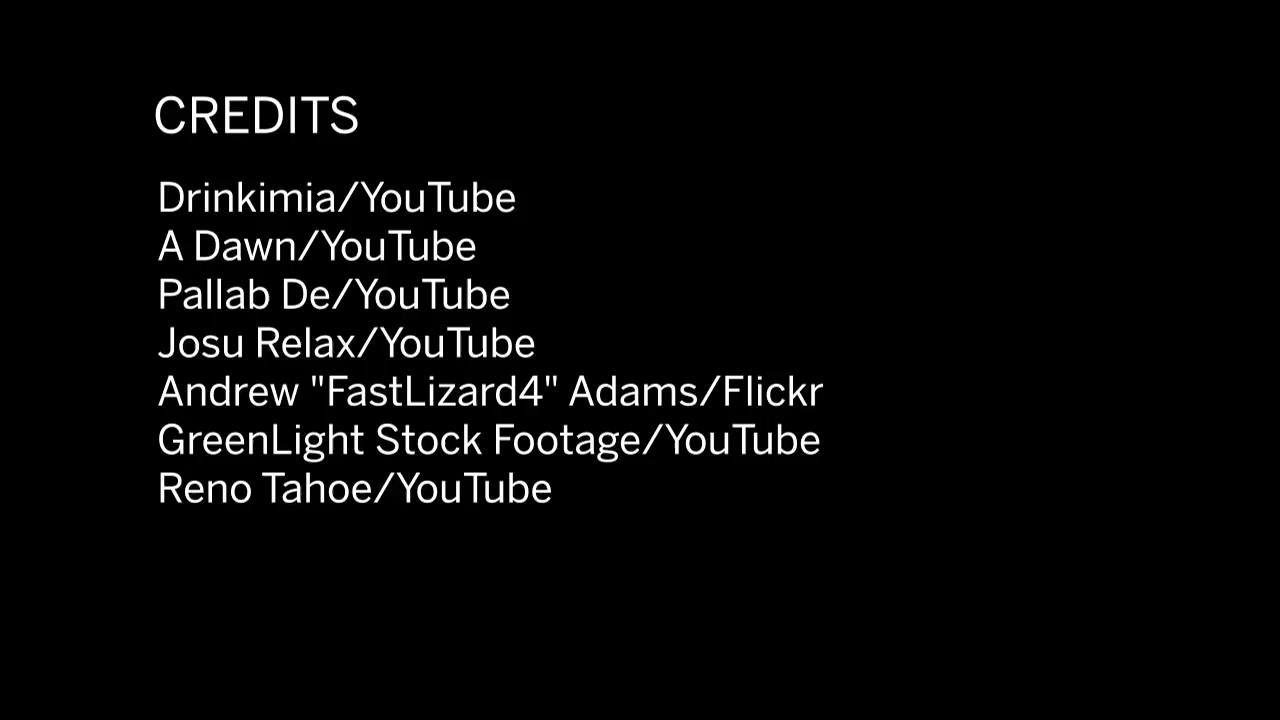 CREDITS
Drinkimia/YouTube
A Dawn/YouTube
Pallab De/YouTube
Josu Relax/YouTube
Andrew "FastLizard4" Adams/Flickr
GreenLight Stock Footage/YouTube
Reno Tahoe/YouTube